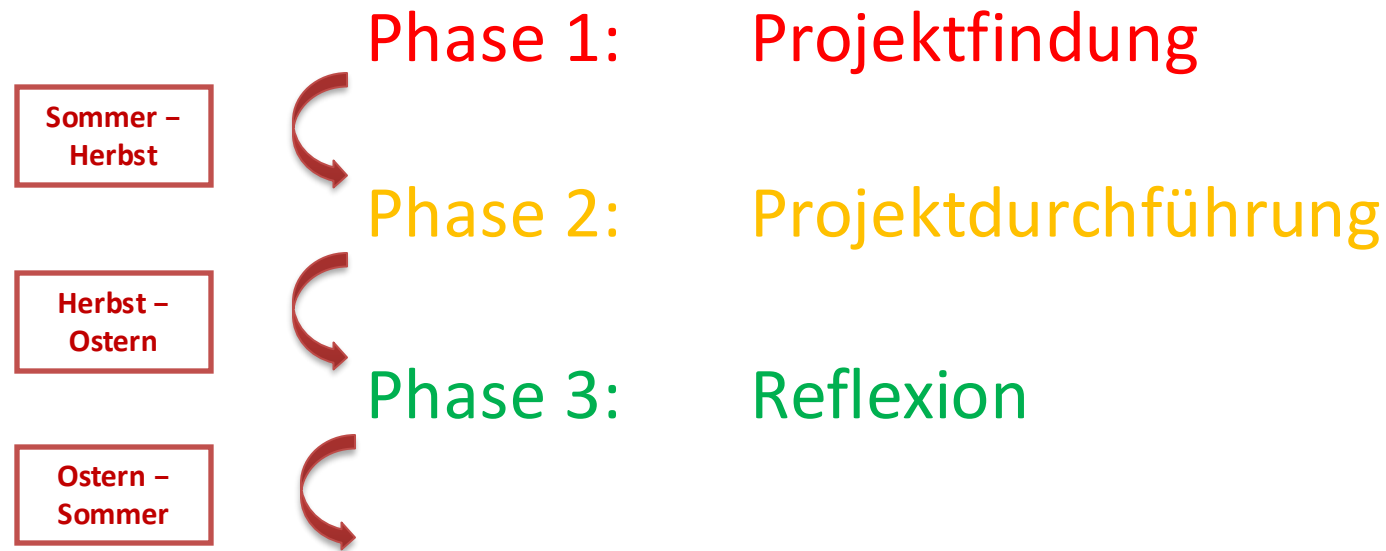 Phase 1: Projektfindung
Sommer –
Herbst
Phase 2: Projektdurchführung
Herbst –
Ostern
Phase 3: Reflexion
Ostern –
Sommer